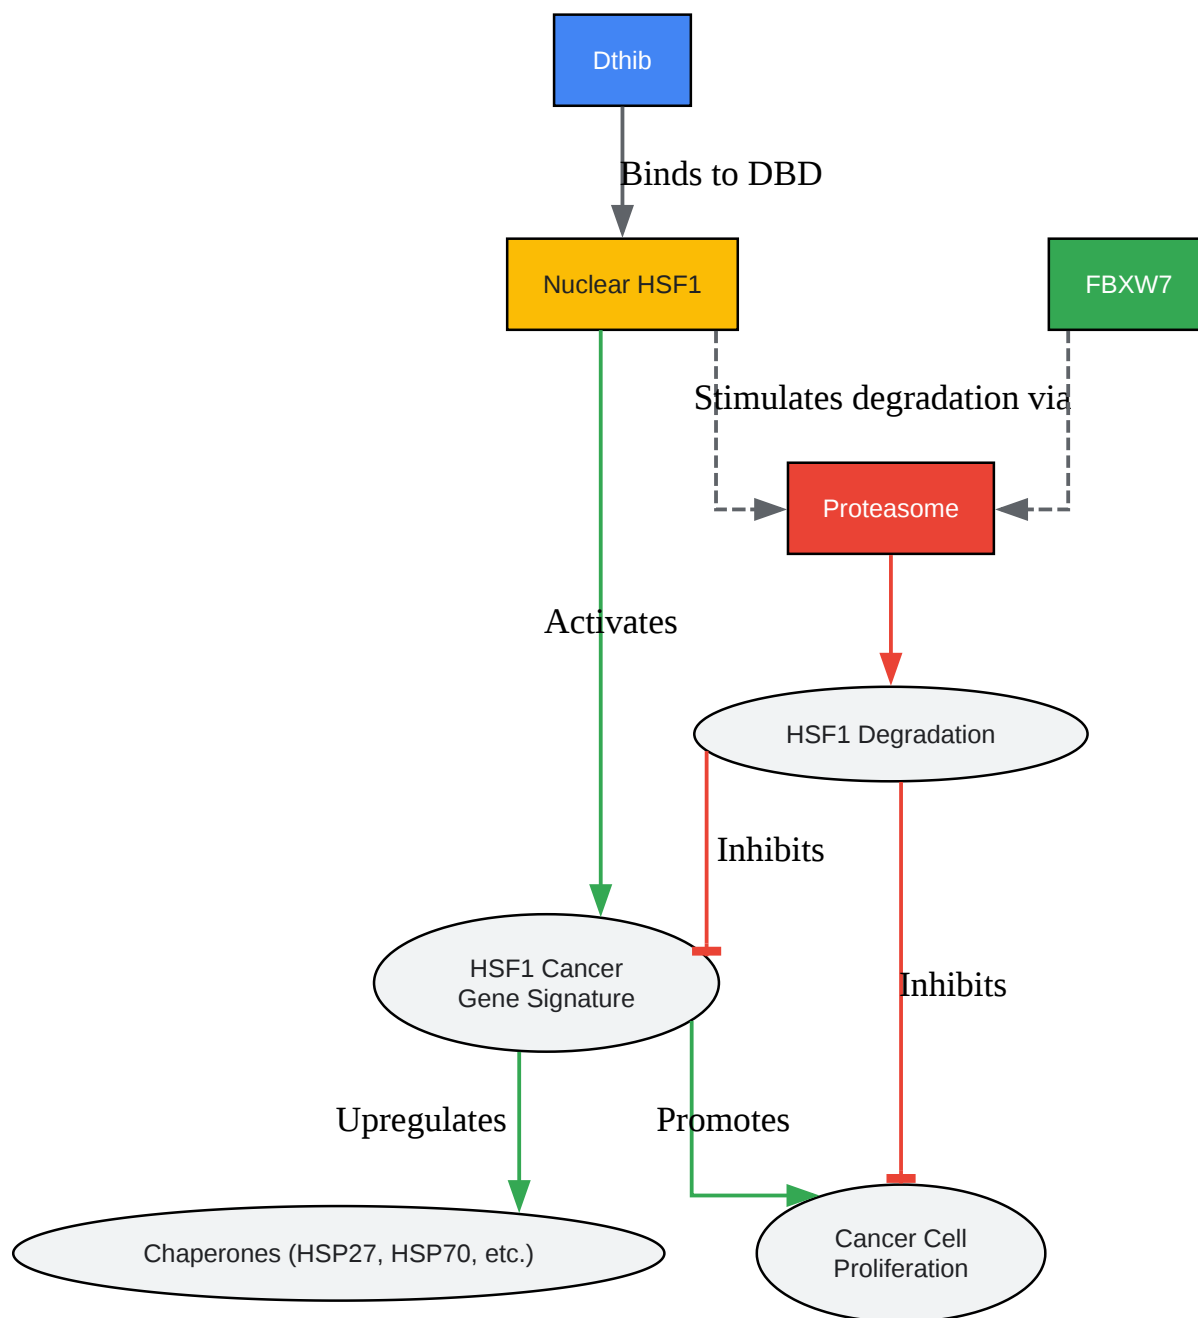 Dthib
Binds to DBD
Nuclear HSF1
FBXW7
Stimulates degradation via
Proteasome
Activates
HSF1 Degradation
Inhibits
HSF1 Cancer
Gene Signature
Inhibits
Upregulates
Promotes
Chaperones (HSP27, HSP70, etc.)
Cancer Cell
Proliferation